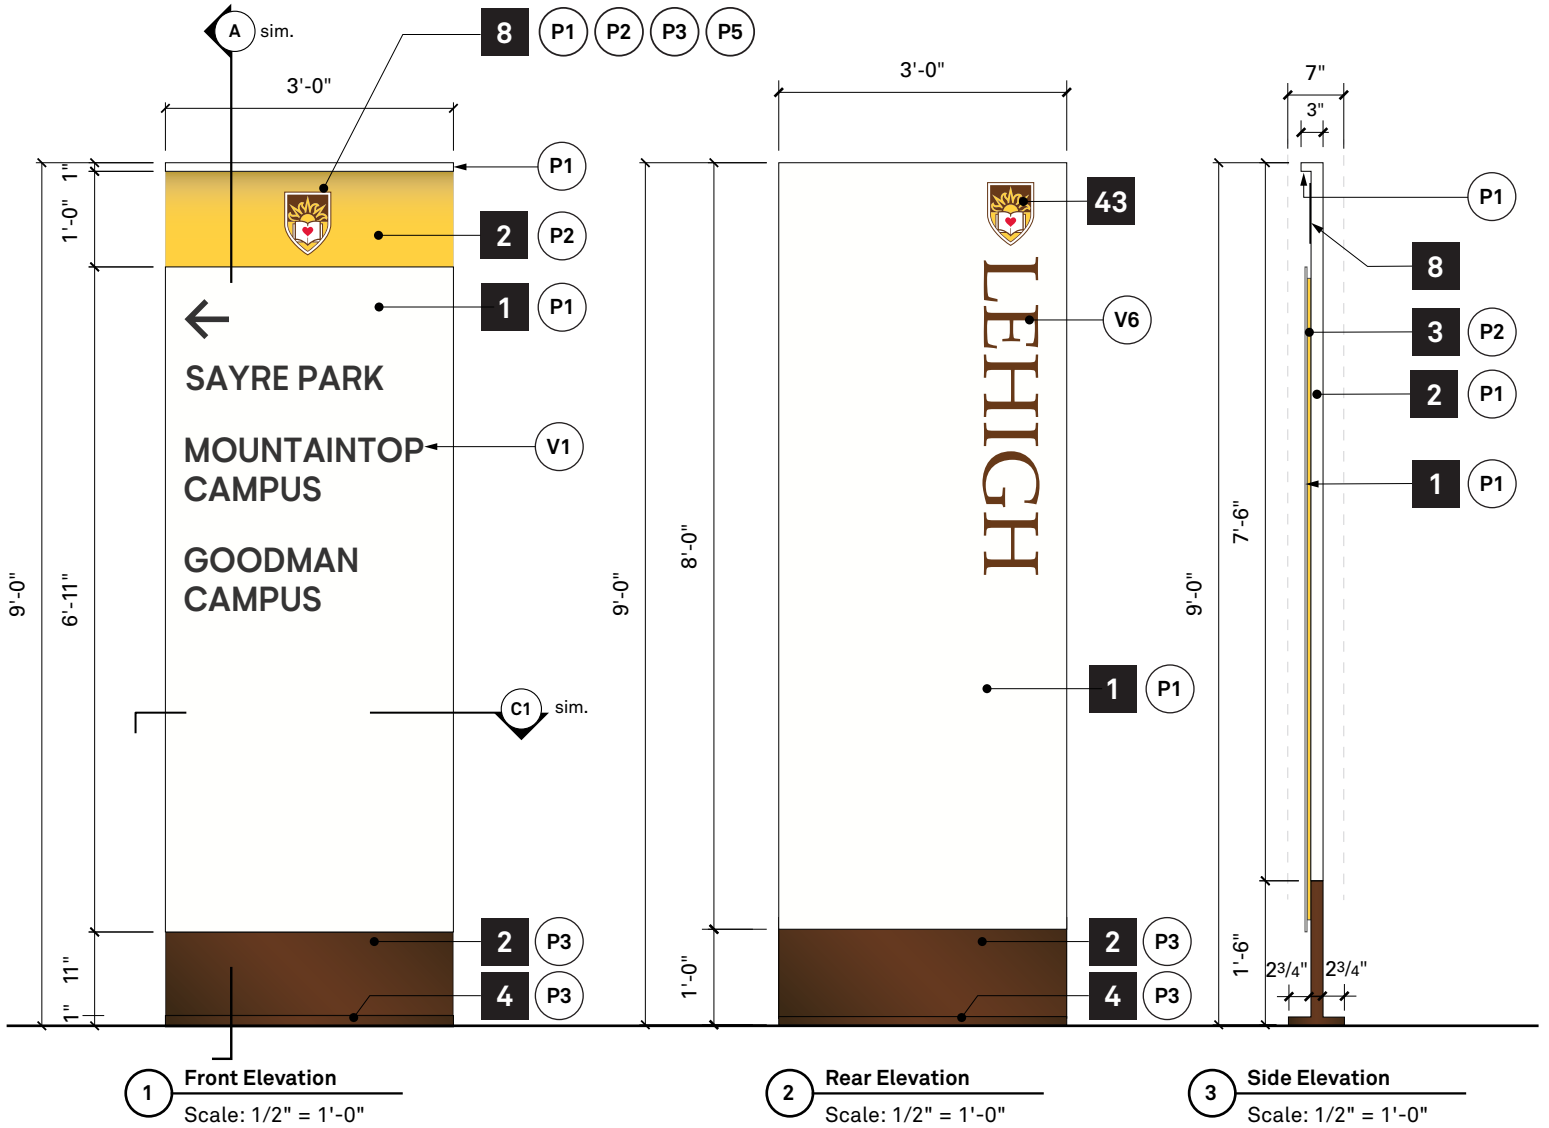 A sim.
8 P1 P2 P3 P5
3'-0"
P1
1"
1'-0"
2 P2
1 P1
SAYRE PARK
MOUNTAINTOP
CAMPUS
V1
GOODMAN
CAMPUS
9'-0"
6'-11"
C1 sim.
2 P3
11"
4 P3
1"
1 Front Elevation
Scale: 1/2" = 1'-0"
3'-0"
43
LEHIGH
V6
8'-0"
9'-0"
1 P1
2 P3
1'-0"
4 P3
2 Rear Elevation
Scale: 1/2" = 1'-0"
7"
3"
P1
8
3 P2
2 P1
1 P1
7'-6"
9'-0"
1'-6"
2 3/4" 2 3/4"
3 Side Elevation
Scale: 1/2" = 1'-0"